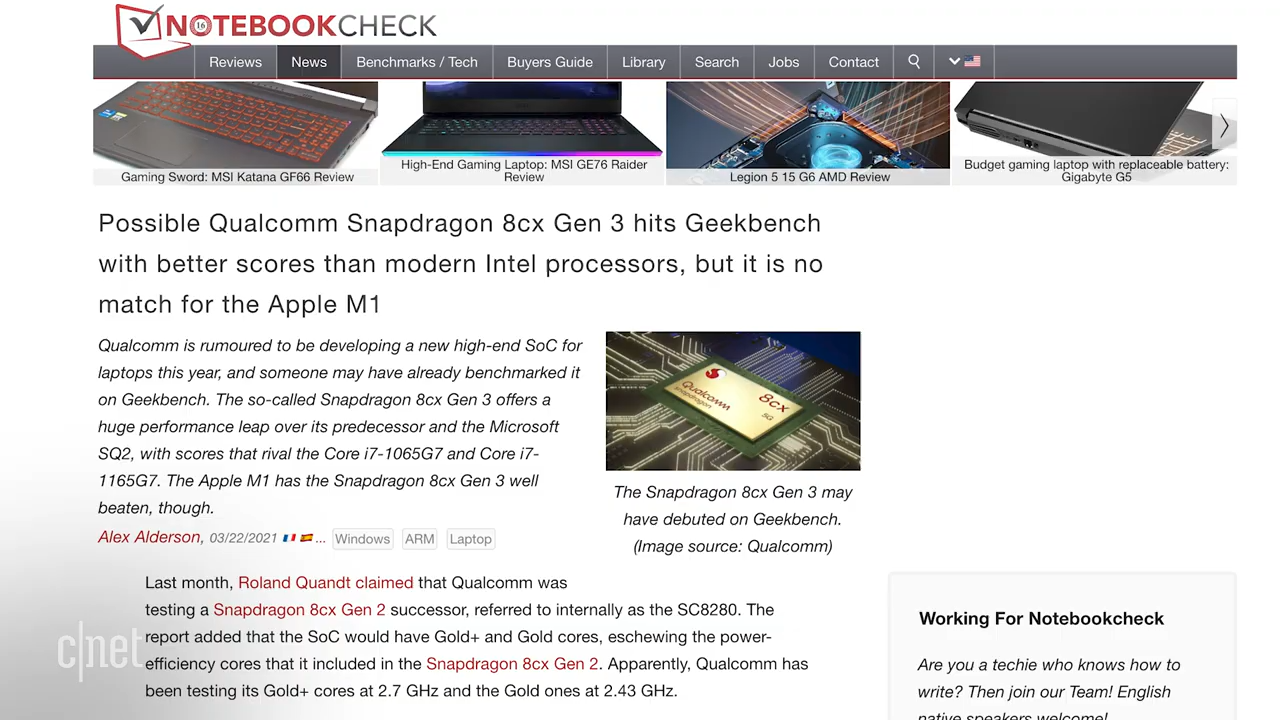 16
NOTEBOOKCHECK
Reviews News Benchmarks / Tech Buyers Guide Library Search Jobs Contact
Gaming Sword: MSI Katana GF66 Review
High-End Gaming Laptop: MSI GE76 Raider
Review
Legion 5 15 G6 AMD Review
Budget gaming laptop with replaceable battery:
Gigabyte G5
Possible Qualcomm Snapdragon 8cx Gen 3 hits Geekbench
with better scores than modern Intel processors, but it is no
match for the Apple M1
Qualcomm is rumoured to be developing a new high-end SoC for
laptops this year, and someone may have already benchmarked it
on Geekbench. The so-called Snapdragon 8cx Gen 3 offers a
huge performance leap over its predecessor and the Microsoft
SQ2, with scores that rival the Core i7-1065G7 and Core i7-
1165G7. The Apple M1 has the Snapdragon 8cx Gen 3 well
beaten, though.
Qualcomm
snapdragon
8cx
5G
The Snapdragon 8cx Gen 3 may
have debuted on Geekbench.
(Image source: Qualcomm)
Alex Alderson, 03/22/2021 ... Windows ARM Laptop
Last month, Roland Quandt claimed that Qualcomm was
testing a Snapdragon 8cx Gen 2 successor, referred to internally as the SC8280. The
report added that the SoC would have Gold+ and Gold cores, eschewing the power-
efficiency cores that it included in the Snapdragon 8cx Gen 2. Apparently, Qualcomm has
been testing its Gold+ cores at 2.7 GHz and the Gold ones at 2.43 GHz.
c|net
Working For Notebookcheck
Are you a techie who knows how to
write? Then join our Team! English
native speakers welcome!